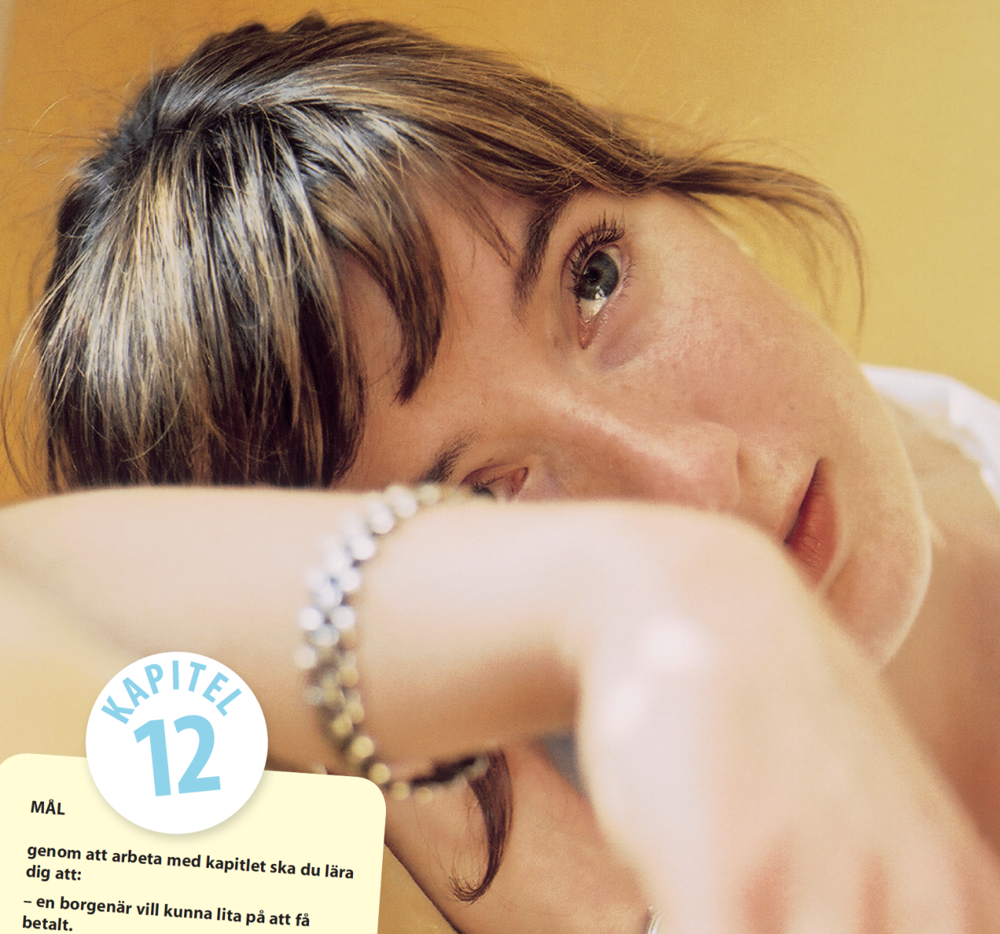 KAPITEL
12
MÅL
genom att arbeta med kapitlet ska du lära
dig att:
– en borgenär vill kunna lita på att få
betalt.